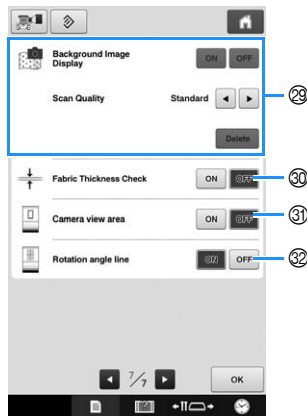 Background Image
Display
ON OFF
Scan Quality
Standard
㉙
Delete
Fabric Thickness Check
ON OFF
㉚
Camera view area
ON OFF
㉛
Rotation angle line
ON OFF
㉜
7/7
OK